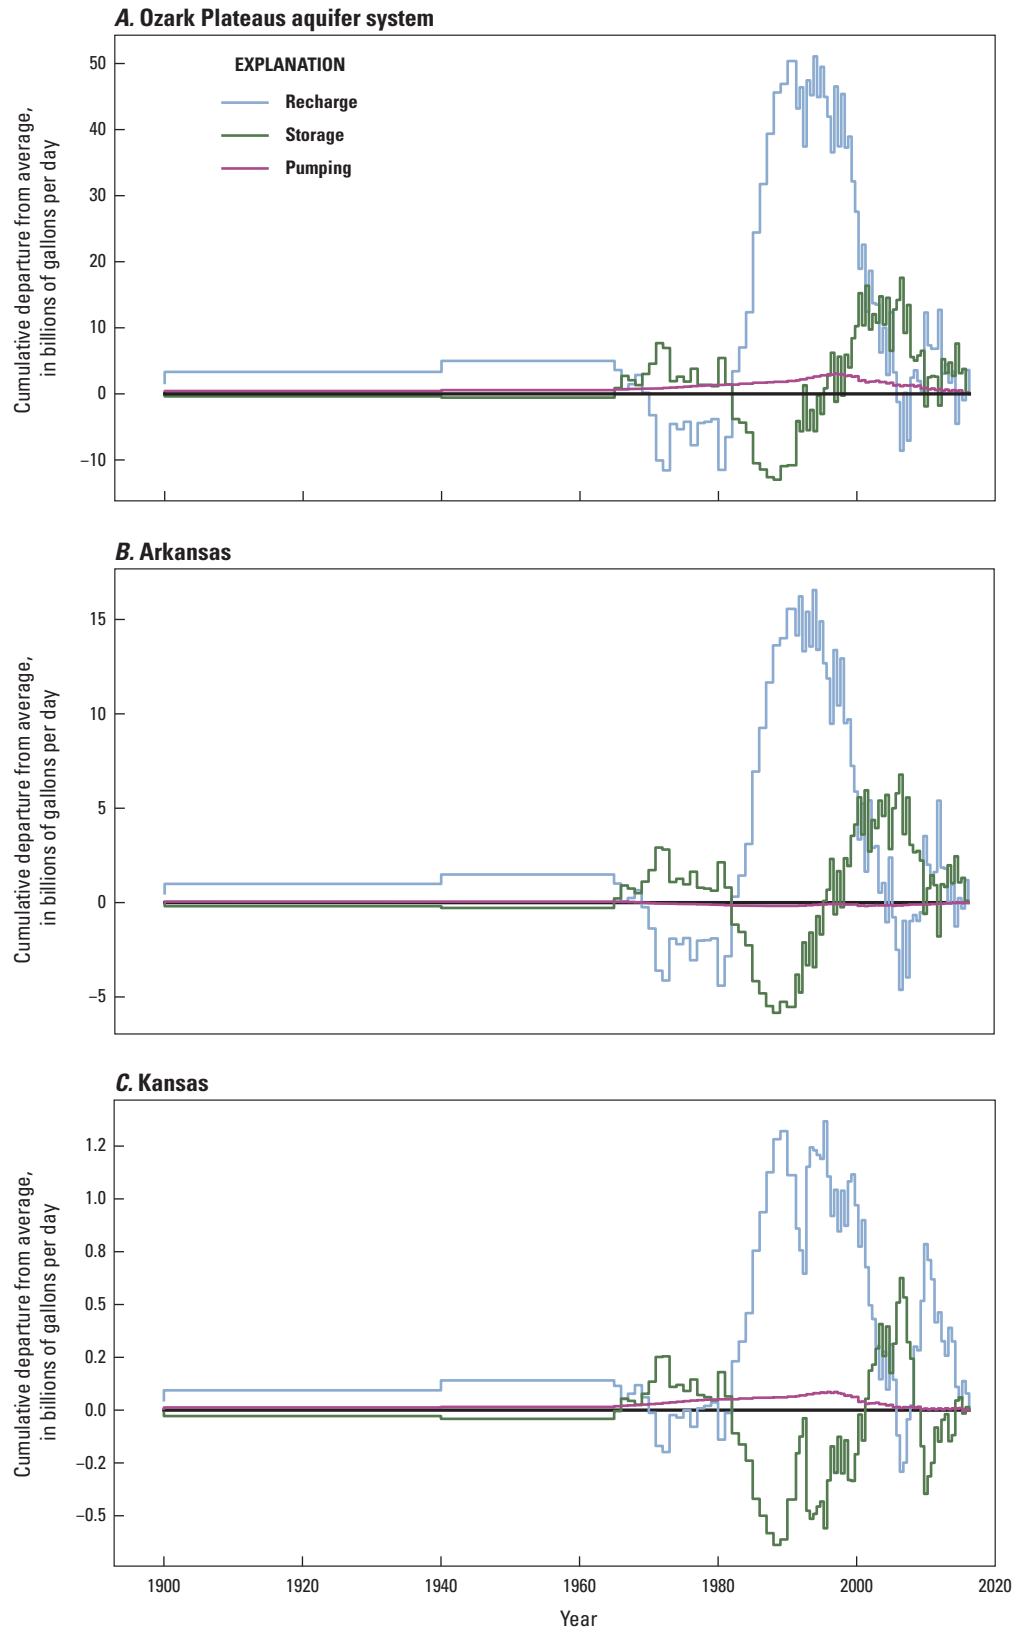 A. Ozark Plateaus aquifer system
Cumulative departure from average,
in billions of gallons per day
50
40
30
20
10
0
–10
EXPLANATION
Recharge
Storage
Pumping
B. Arkansas
Cumulative departure from average,
in billions of gallons per day
15
10
5
0
–5
C. Kansas
Cumulative departure from average,
in billions of gallons per day
1.2
1.0
0.8
0.5
0.2
0.0
–0.2
–0.5
1900
1920
1940
1960
1980
2000
2020
Year